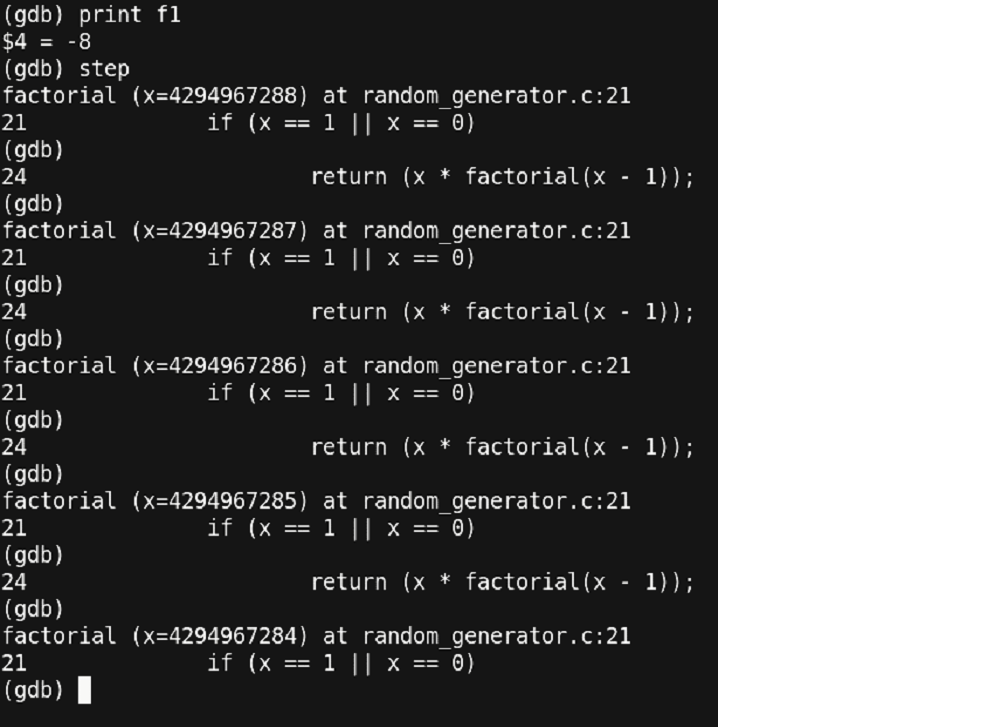 (gdb) print f1
$4 = -8
(gdb) step
factorial (x=4294967288) at random_generator.c:21
21              if (x == 1 || x == 0)
(gdb)
24                      return (x * factorial(x - 1));
(gdb)
factorial (x=4294967287) at random_generator.c:21
21              if (x == 1 || x == 0)
(gdb)
24                      return (x * factorial(x - 1));
(gdb)
factorial (x=4294967286) at random_generator.c:21
21              if (x == 1 || x == 0)
(gdb)
24                      return (x * factorial(x - 1));
(gdb)
factorial (x=4294967285) at random_generator.c:21
21              if (x == 1 || x == 0)
(gdb)
24                      return (x * factorial(x - 1));
(gdb)
factorial (x=4294967284) at random_generator.c:21
21              if (x == 1 || x == 0)
(gdb)